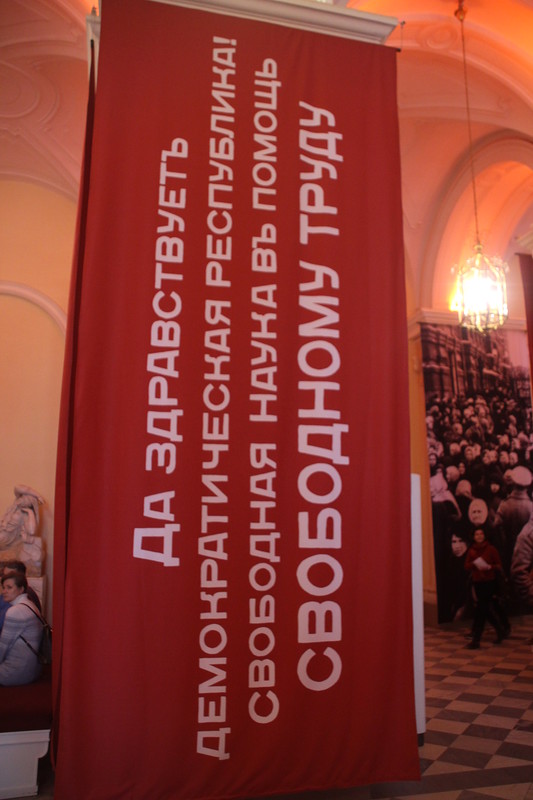 ДА ЗДРАВСТВУЕТЪ
ДЕМОКРАТИЧЕСКАЯ РЕСПУБЛИКА!
СВОБОДНАЯ НАУКА ВЪ ПОМОЩЬ
СВОБОДНОМУ ТРУДУ